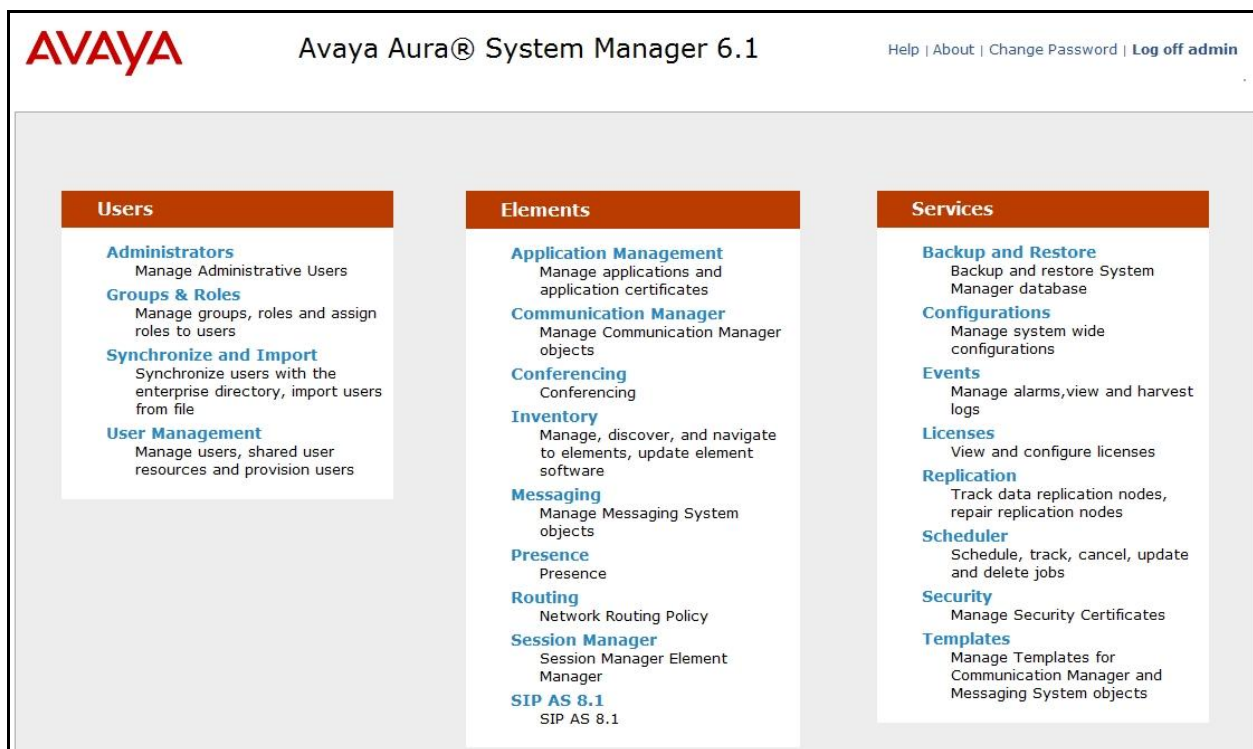 AVAYA
Avaya Aura® System Manager 6.1
Help | About | Change Password | Log off admin
Users
Administrators
Manage Administrative Users
Groups & Roles
Manage groups, roles and assign
roles to users
Synchronize and Import
Synchronize users with the
enterprise directory, import users
from file
User Management
Manage users, shared user
resources and provision users
Elements
Application Management
Manage applications and
application certificates
Communication Manager
Manage Communication Manager
objects
Conferencing
Conferencing
Inventory
Manage, discover, and navigate
to elements, update element
software
Messaging
Manage Messaging System
objects
Presence
Presence
Routing
Network Routing Policy
Session Manager
Session Manager Element
Manager
SIP AS 8.1
SIP AS 8.1
Services
Backup and Restore
Backup and restore System
Manager database
Configurations
Manage system wide
configurations
Events
Manage alarms,view and harvest
logs
Licenses
View and configure licenses
Replication
Track data replication nodes,
repair replication nodes
Scheduler
Schedule, track, cancel, update
and delete jobs
Security
Manage Security Certificates
Templates
Manage Templates for
Communication Manager and
Messaging System objects